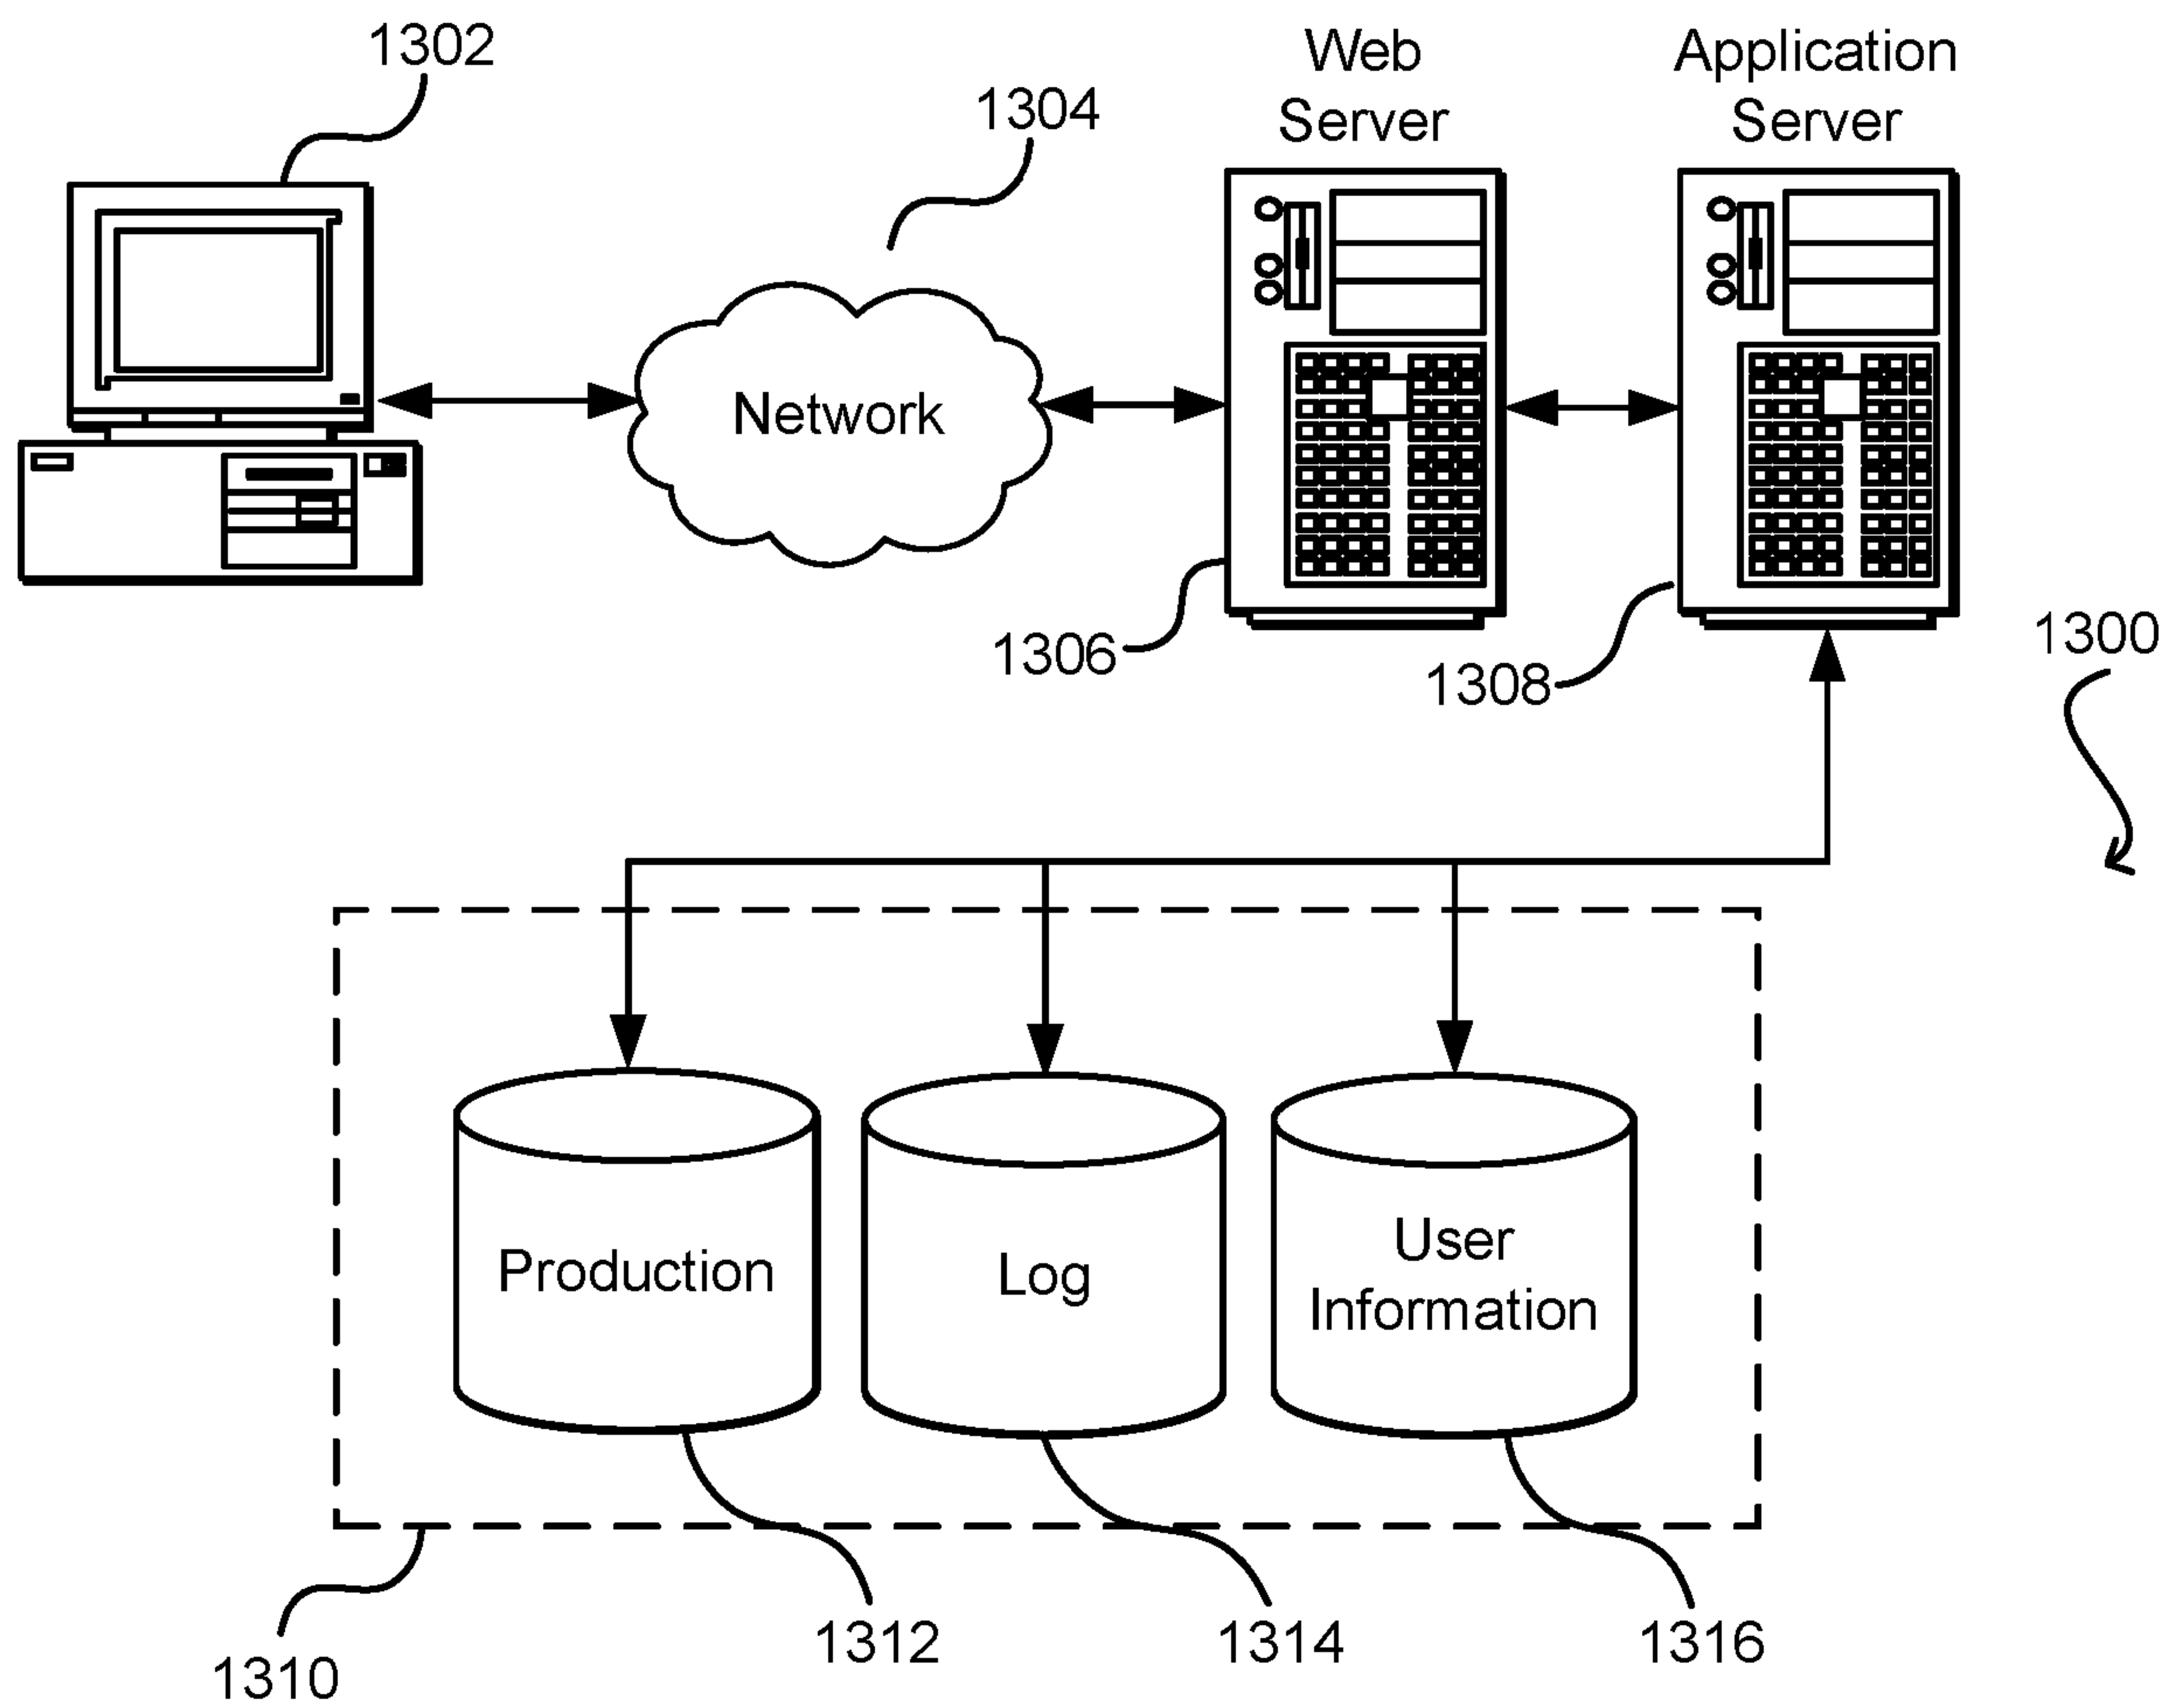 1302
1304
Web
Server
Application
Server
Network
1306
1308
1300
Production
Log
User
Information
1310
1312
1314
1316